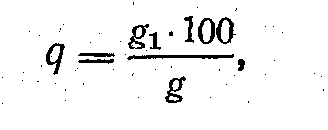 q = g₁·100 / g,